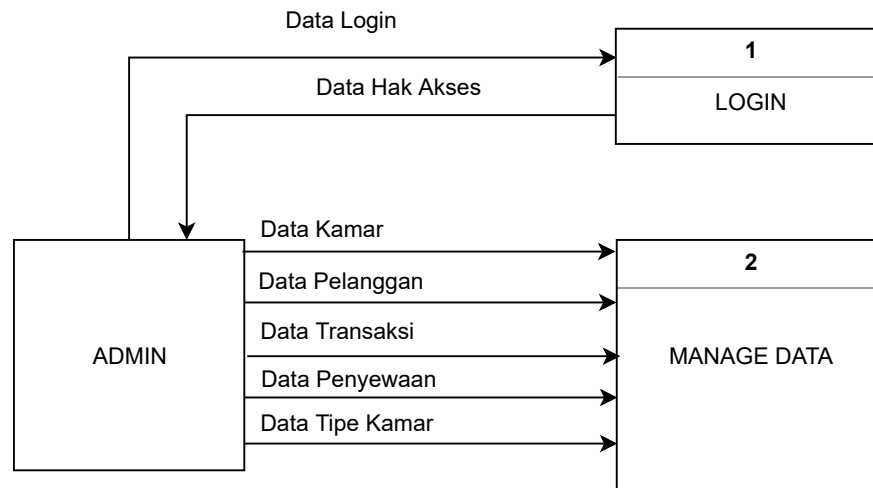 Data Login
1
Data Hak Akses
LOGIN
Data Kamar
2
Data Pelanggan
Data Transaksi
ADMIN
MANAGE DATA
Data Penyewaan
Data Tipe Kamar